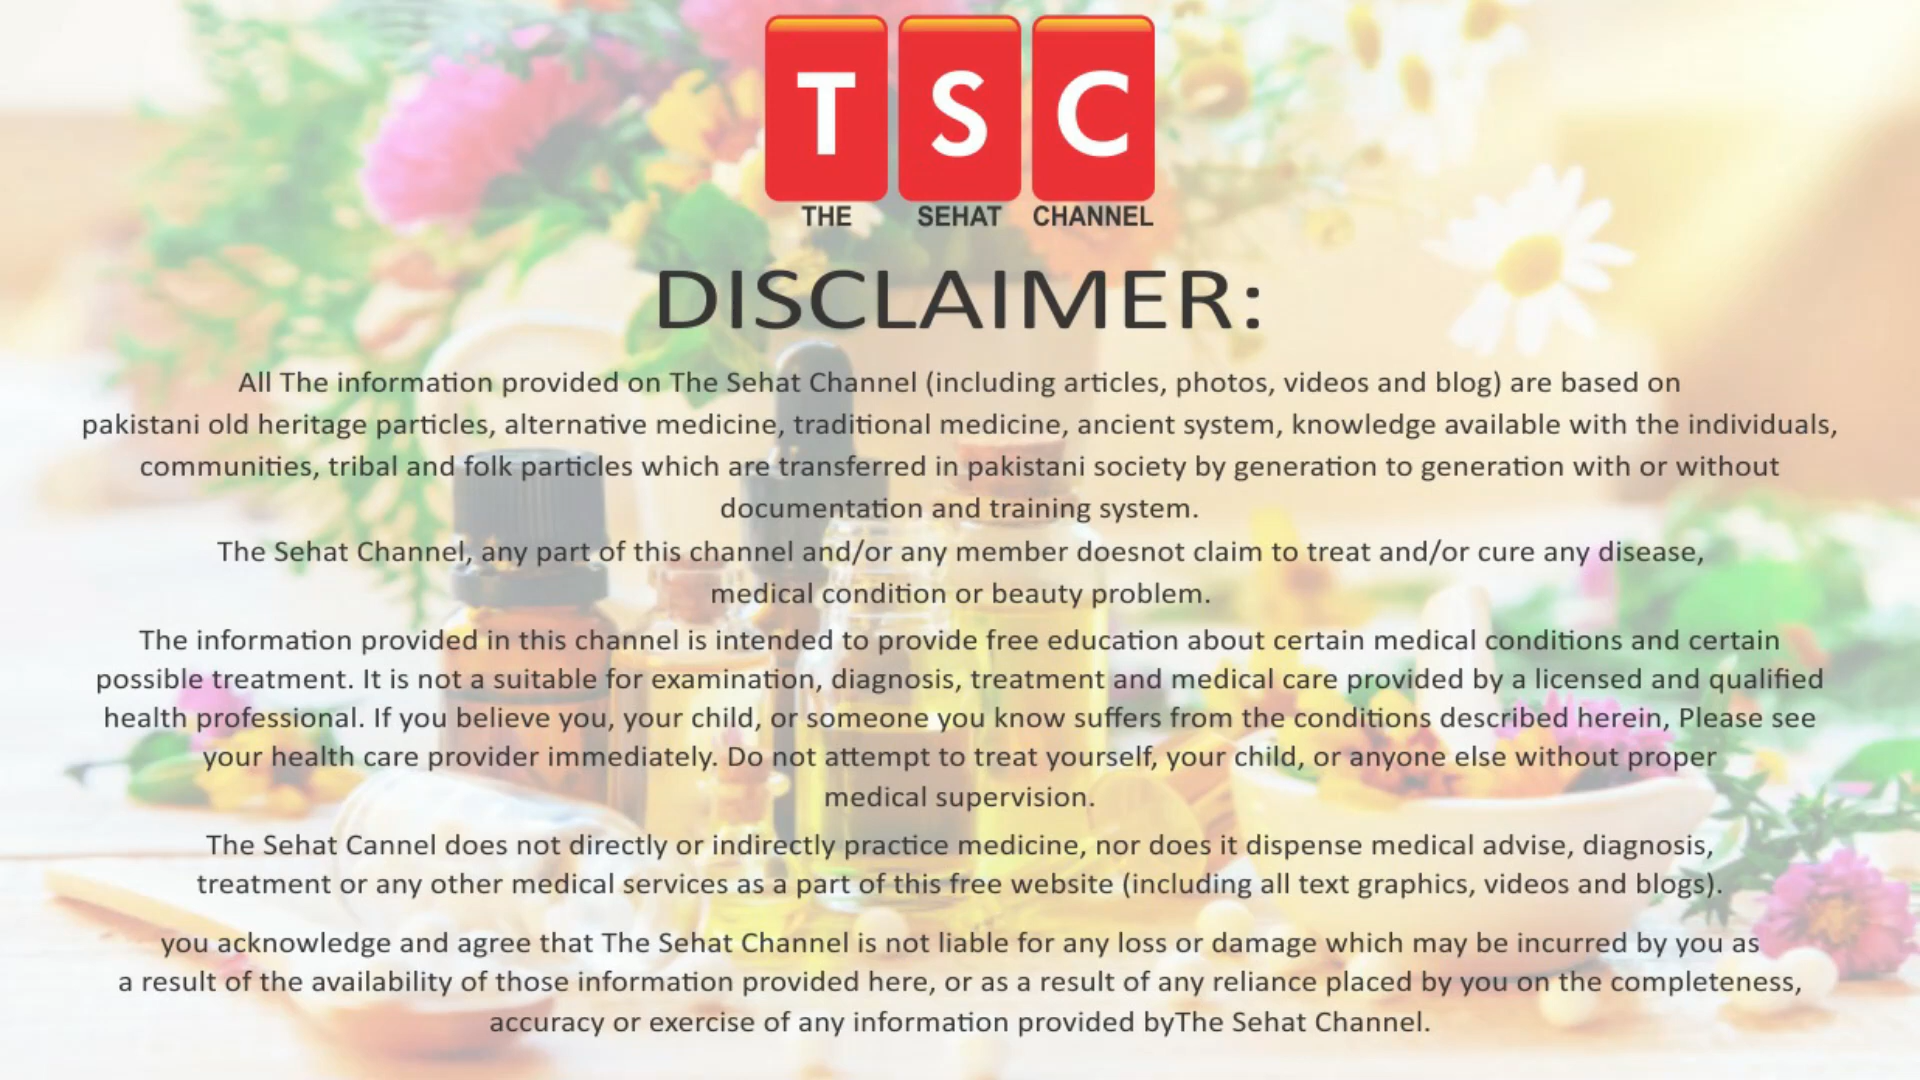 T S C
THE SEHAT CHANNEL
DISCLAIMER:
All The information provided on The Sehat Channel (including articles, photos, videos and blog) are based on
pakistani old heritage particles, alternative medicine, traditional medicine, ancient system, knowledge available with the individuals,
communities, tribal and folk particles which are transferred in pakistani society by generation to generation with or without
documentation and training system.
The Sehat Channel, any part of this channel and/or any member doesnot claim to treat and/or cure any disease,
medical condition or beauty problem.
The information provided in this channel is intended to provide free education about certain medical conditions and certain
possible treatment. It is not a suitable for examination, diagnosis, treatment and medical care provided by a licensed and qualified
health professional. If you believe you, your child, or someone you know suffers from the conditions described herein, Please see
your health care provider immediately. Do not attempt to treat yourself, your child, or anyone else without proper
medical supervision.
The Sehat Cannel does not directly or indirectly practice medicine, nor does it dispense medical advise, diagnosis,
treatment or any other medical services as a part of this free website (including all text graphics, videos and blogs).
you acknowledge and agree that The Sehat Channel is not liable for any loss or damage which may be incurred by you as
a result of the availability of those information provided here, or as a result of any reliance placed by you on the completeness,
accuracy or exercise of any information provided byThe Sehat Channel.